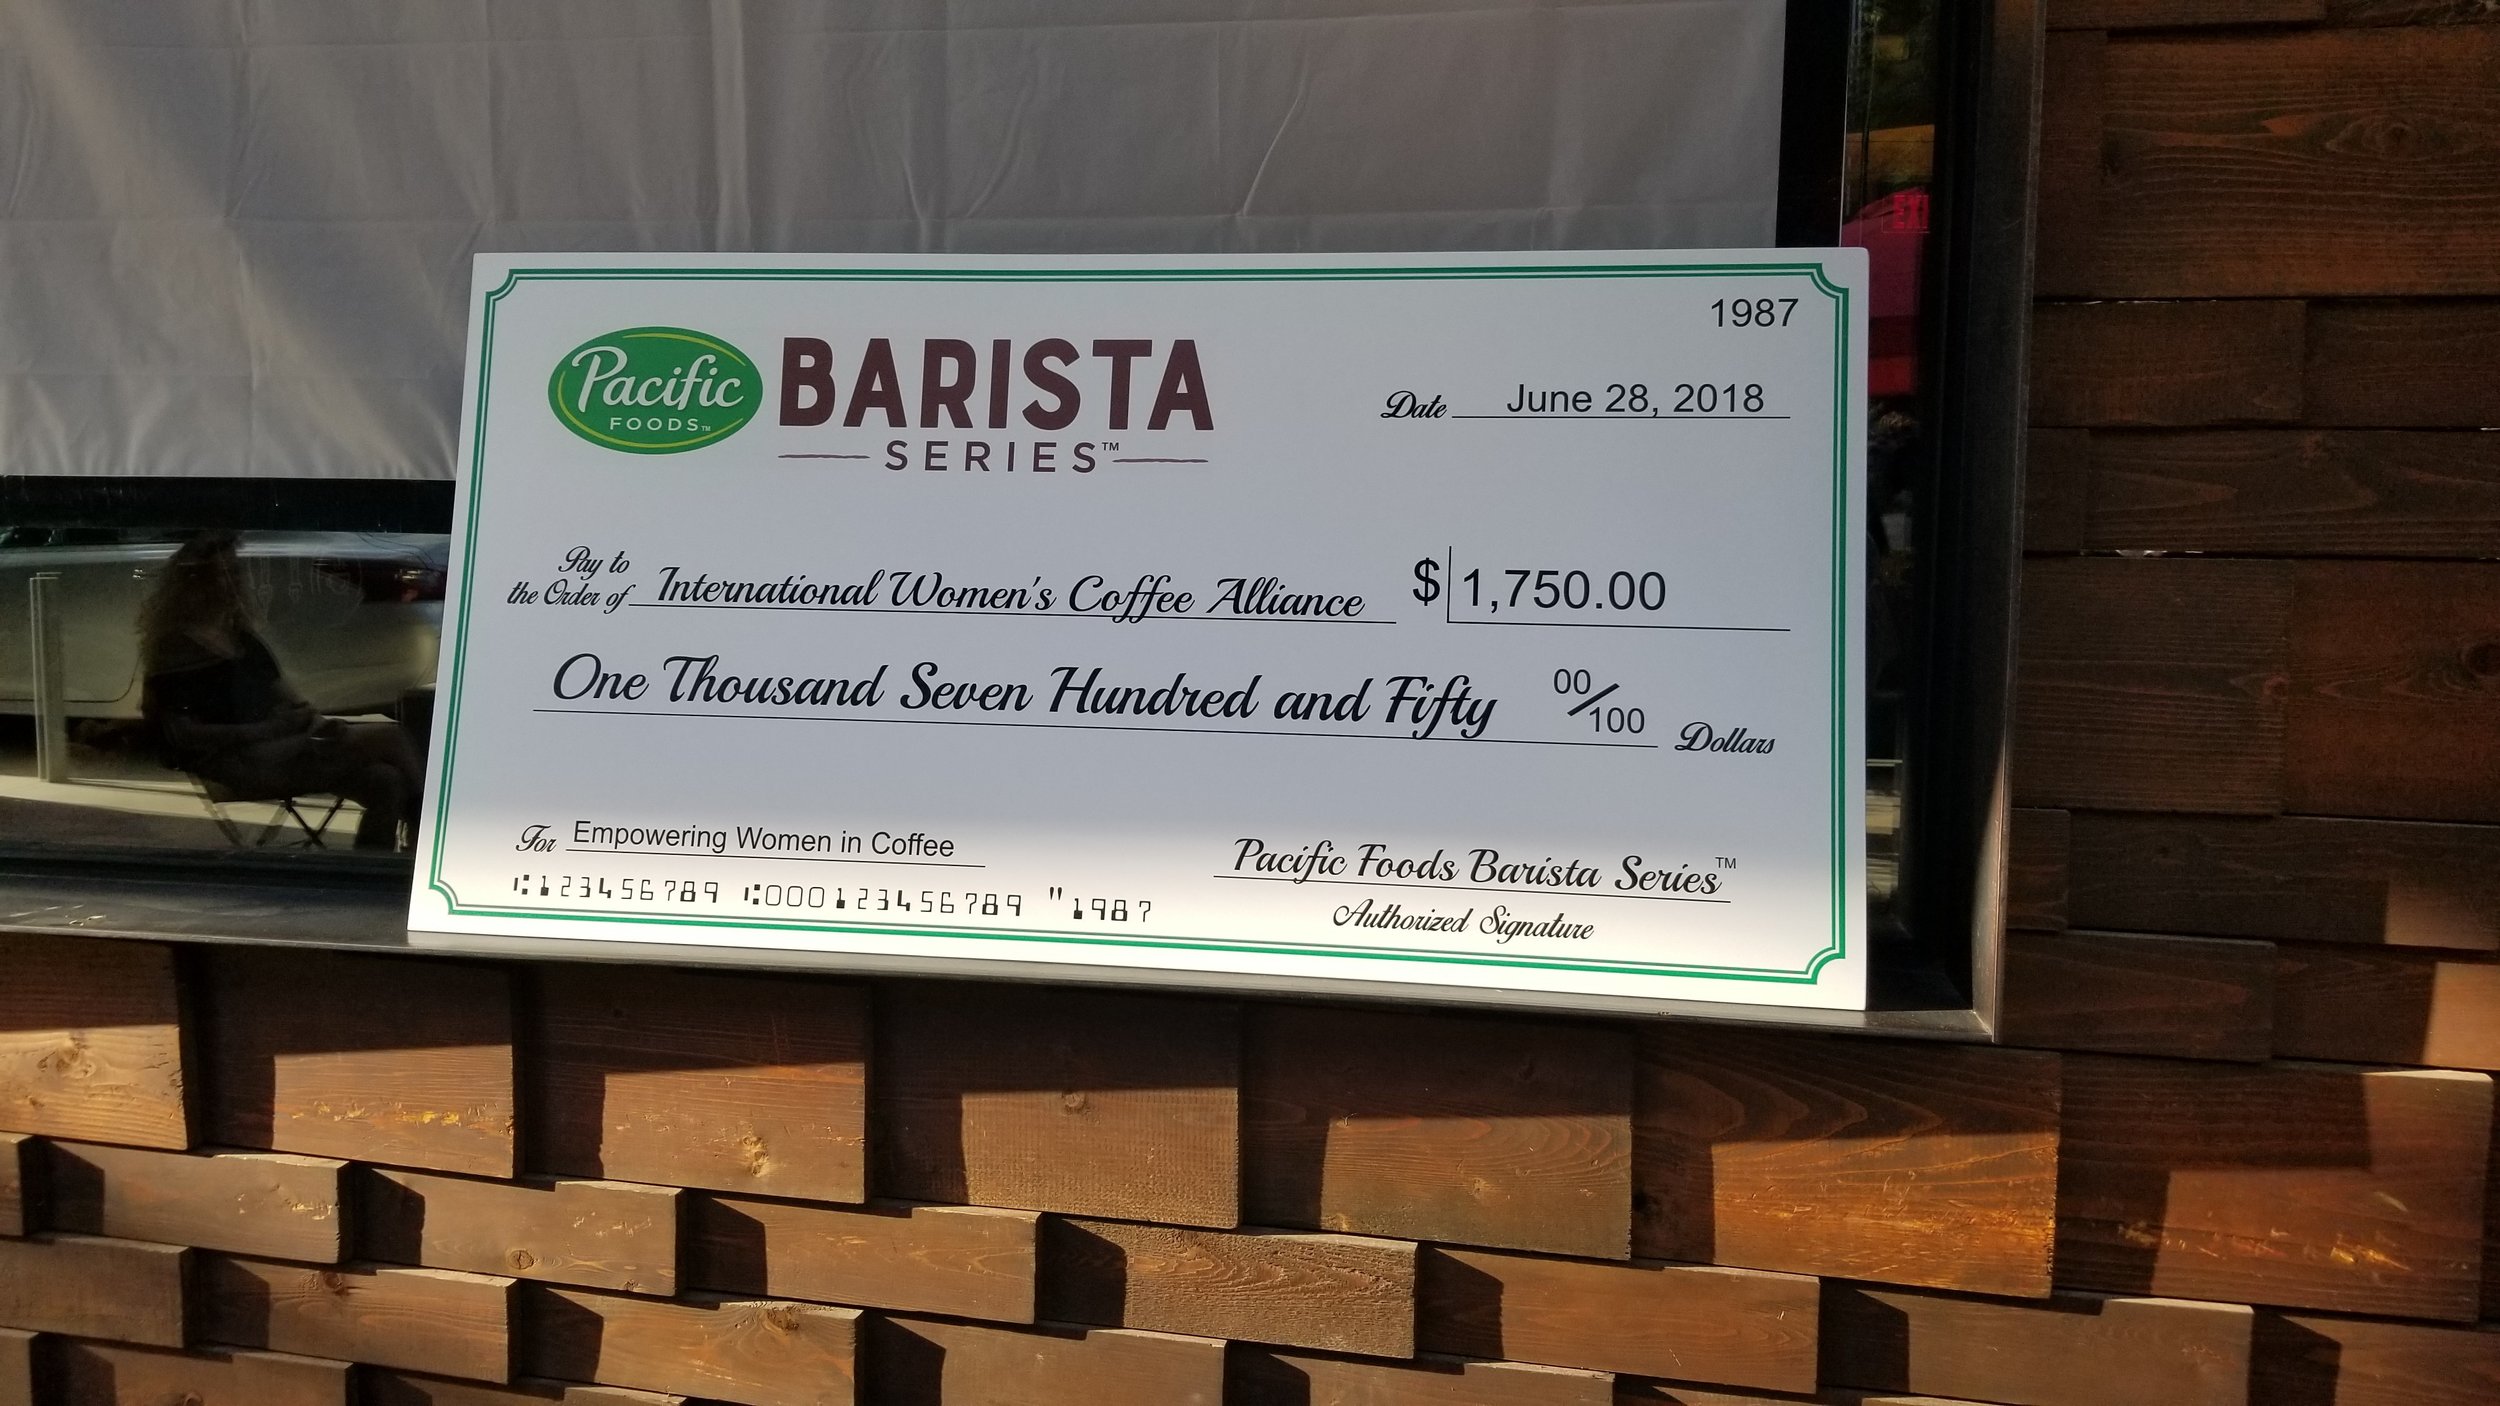 1987
Pacific
FOODS™
BARISTA
SERIES™
Date June 28, 2018
Pay to
the Order of International Women's Coffee Alliance $ 1,750.00
One Thousand Seven Hundred and Fifty 00/100 Dollars
For Empowering Women in Coffee
Pacific Foods Barista Series™
⑆123456789 ⑆000123456789 "1987
Authorized Signature
EXI